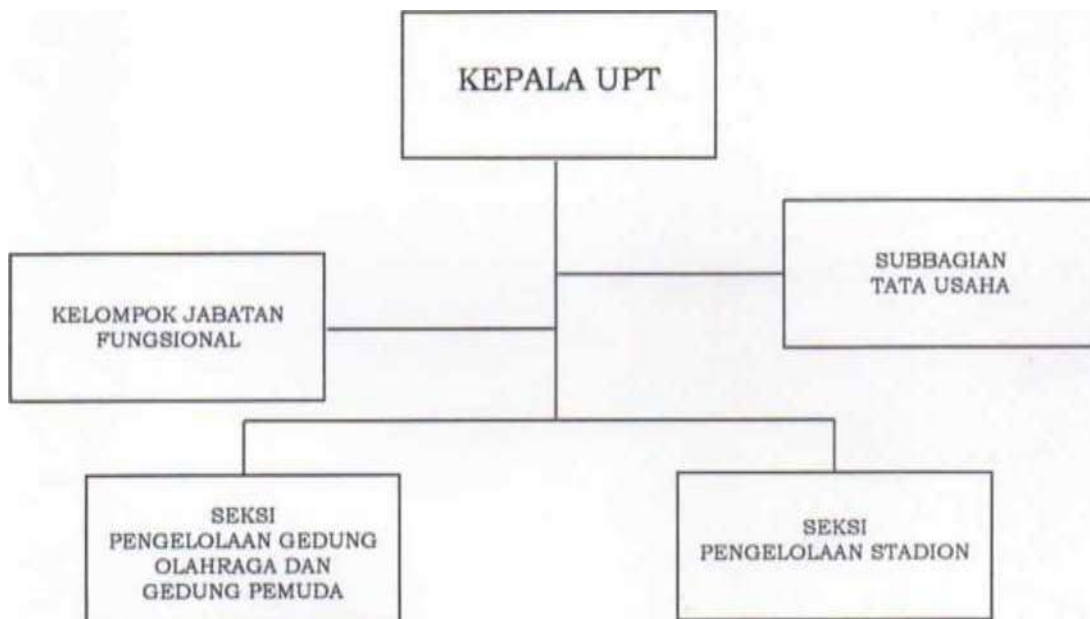 KEPALA UPT
SUBBAGIAN
TATA USAHA
KELOMPOK JABATAN
FUNGSIONAL
SEKSI
PENGELOLAAN GEDUNG
OLAHRAGA DAN
GEDUNG PEMUDA
SEKSI
PENGELOLAAN STADION